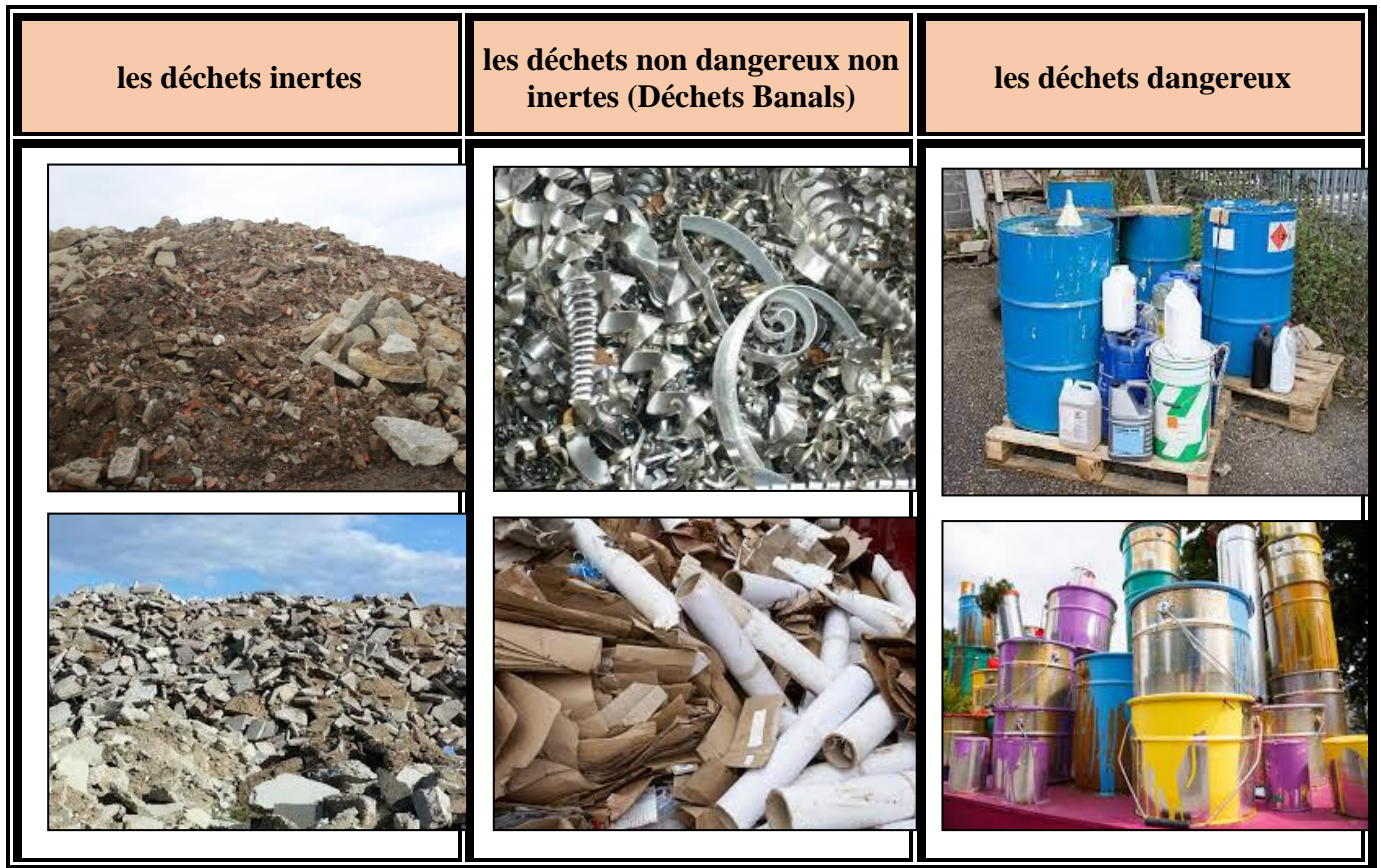 les déchets inertes
les déchets non dangereux non
inertes (Déchets Banals)
les déchets dangereux